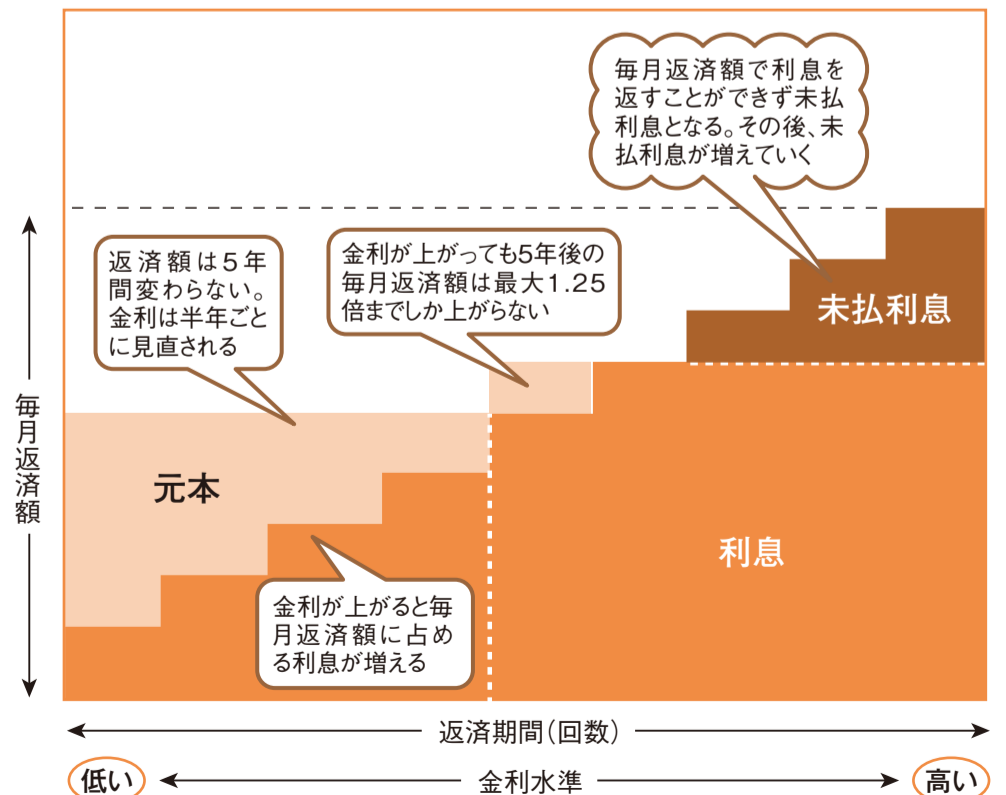 毎月返済額で利息を
返すことができず未払
利息となる。その後、未
払利息が増えていく
返済額は5年
間変わらない。
金利は半年ごと
に見直される
金利が上がっても5年後の
毎月返済額は最大1.25
倍までしか上がらない
未払利息
毎月返済額
元本
利息
金利が上がると毎
月返済額に占め
る利息が増える
返済期間（回数）
低い
金利水準
高い